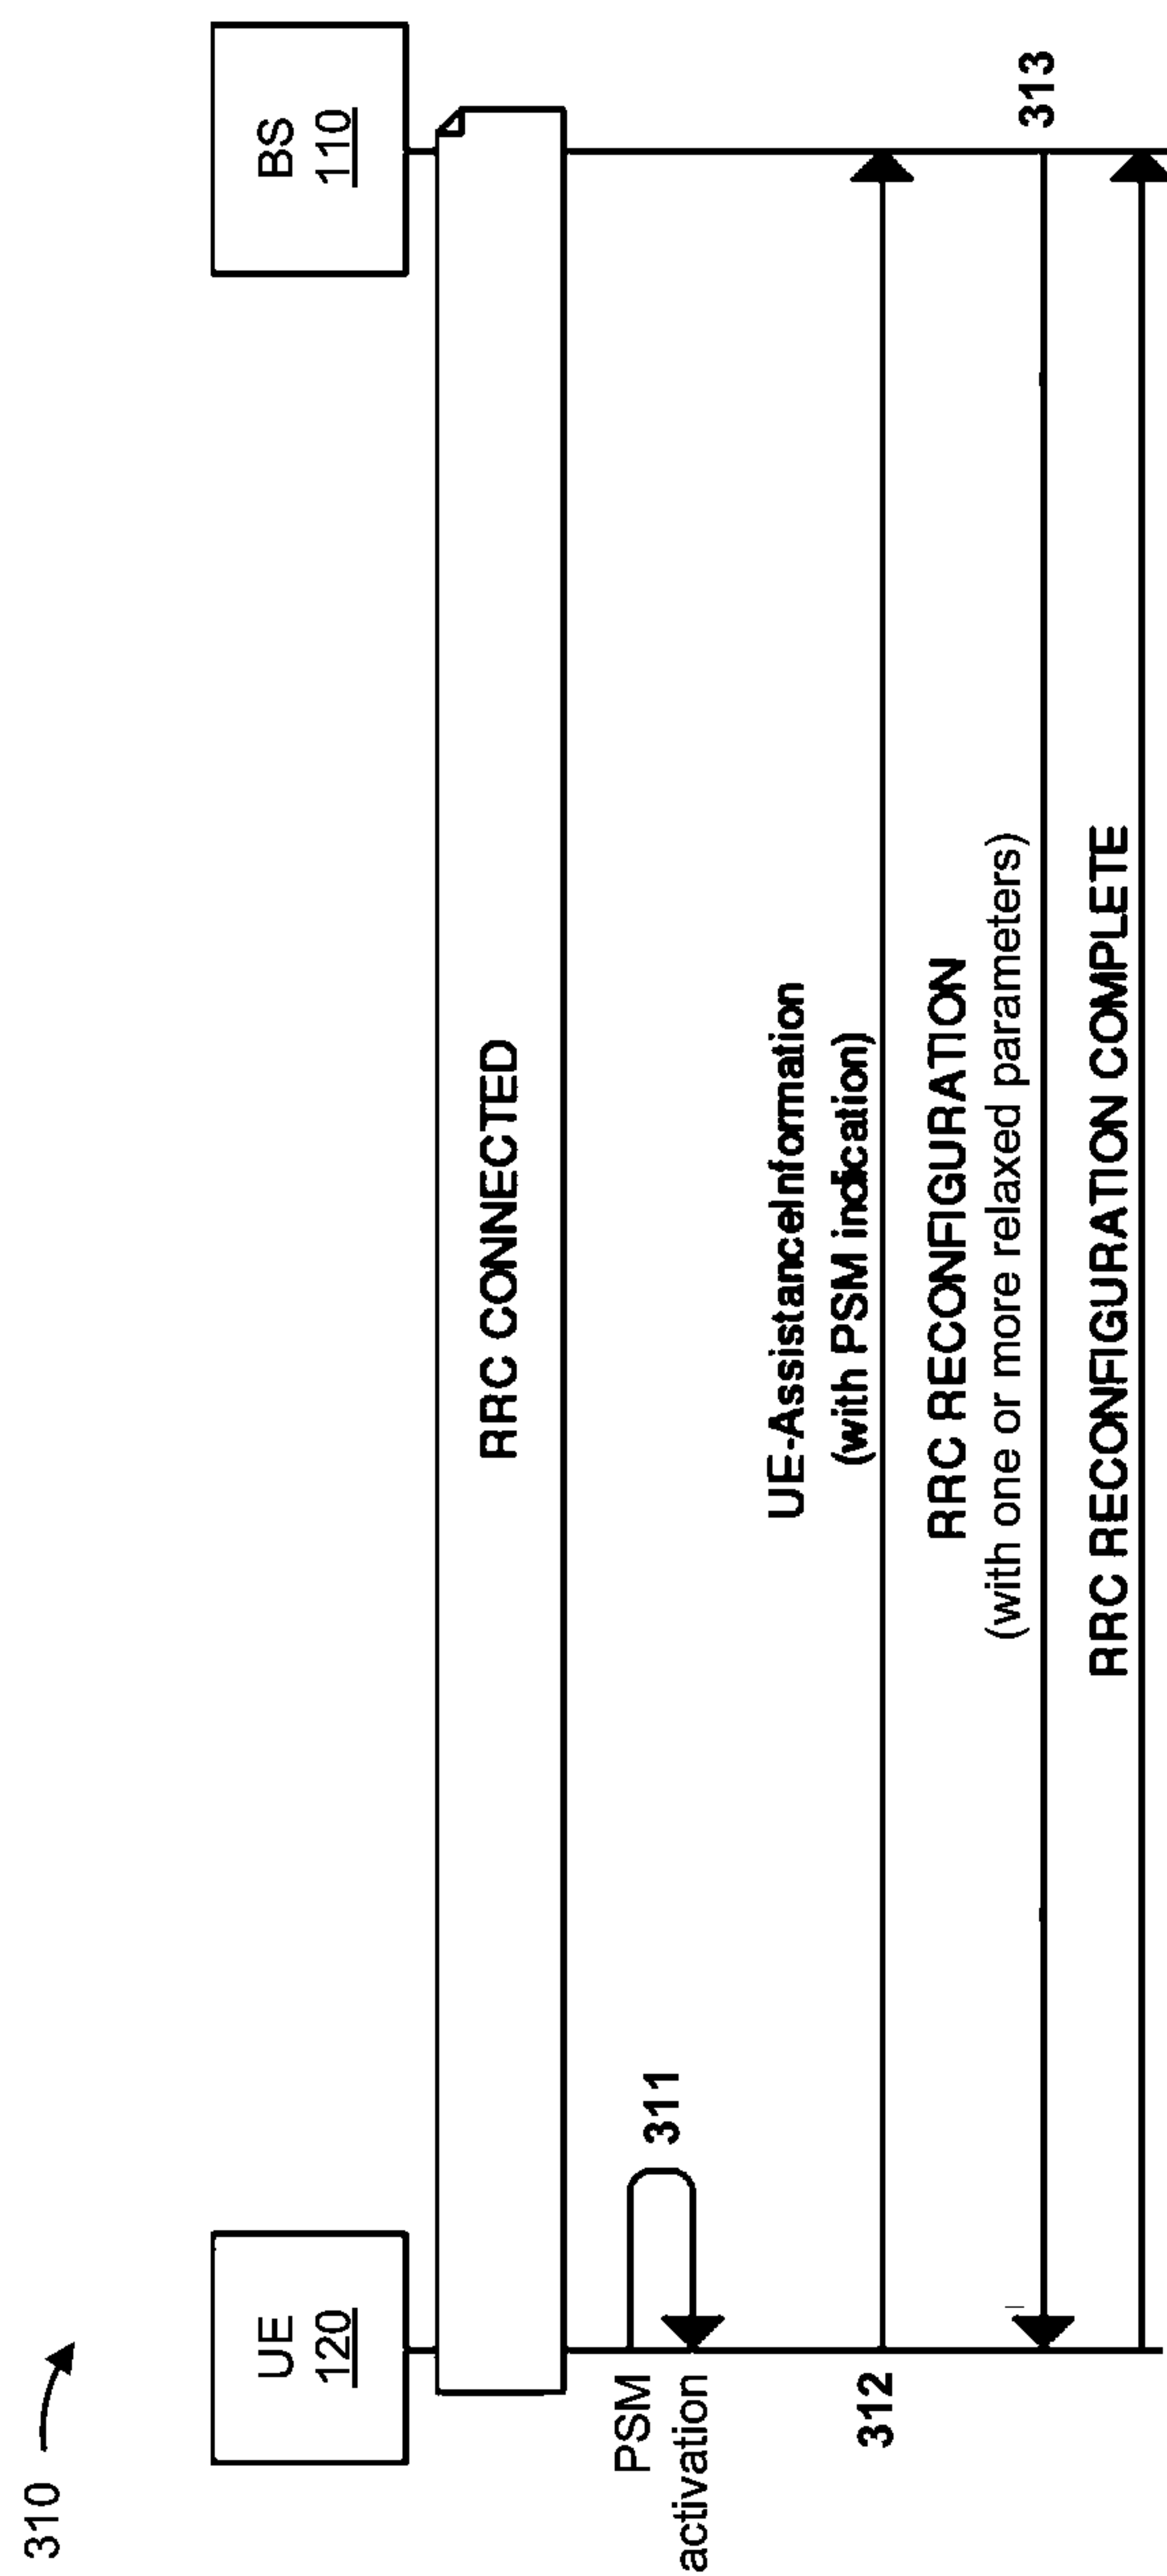 310
UE
120
BS
110
RRC CONNECTED
PSM
activation
311
UE-AssistanceInformation
(with PSM indication)
312
RRC RECONFIGURATION
(with one or more relaxed parameters)
313
RRC RECONFIGURATION COMPLETE